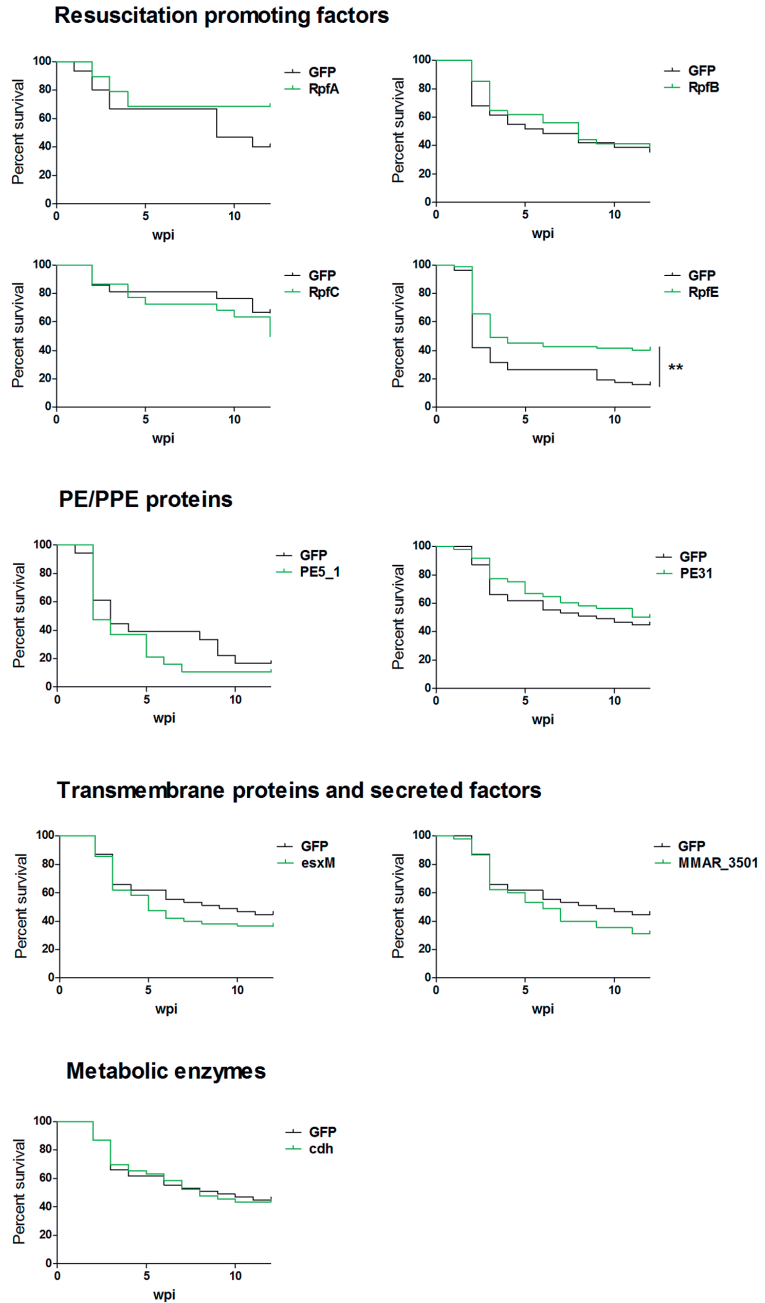 Resuscitation promoting factors
Percent survival
100
80
60
40
20
0
0 5 10
wpi
GFP
RpfA
Percent survival
100
80
60
40
20
0
0 5 10
wpi
GFP
RpfB
Percent survival
100
80
60
40
20
0
0 5 10
wpi
GFP
RpfC
Percent survival
100
80
60
40
20
0
0 5 10
wpi
GFP
RpfE
**
PE/PPE proteins
Percent survival
100
80
60
40
20
0
0 5 10
wpi
GFP
PE5_1
Percent survival
100
80
60
40
20
0
0 5 10
wpi
GFP
PE31
Transmembrane proteins and secreted factors
Percent survival
100
80
60
40
20
0
0 5 10
wpi
GFP
esxM
Percent survival
100
80
60
40
20
0
0 5 10
wpi
GFP
MMAR_3501
Metabolic enzymes
Percent survival
100
80
60
40
20
0
0 5 10
wpi
GFP
cdh